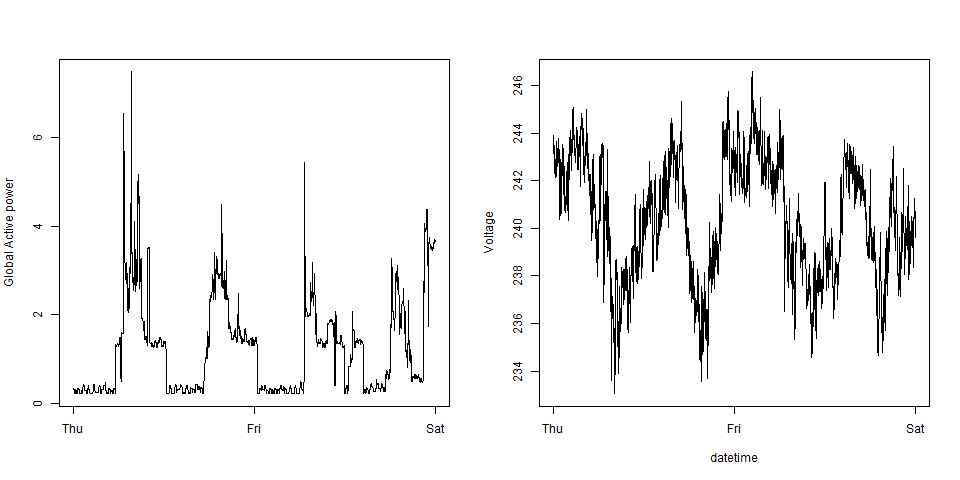 Global Active power
6
4
2
0
Thu Fri Sat
Voltage
246
244
242
240
238
236
234
Thu Fri Sat
datetime